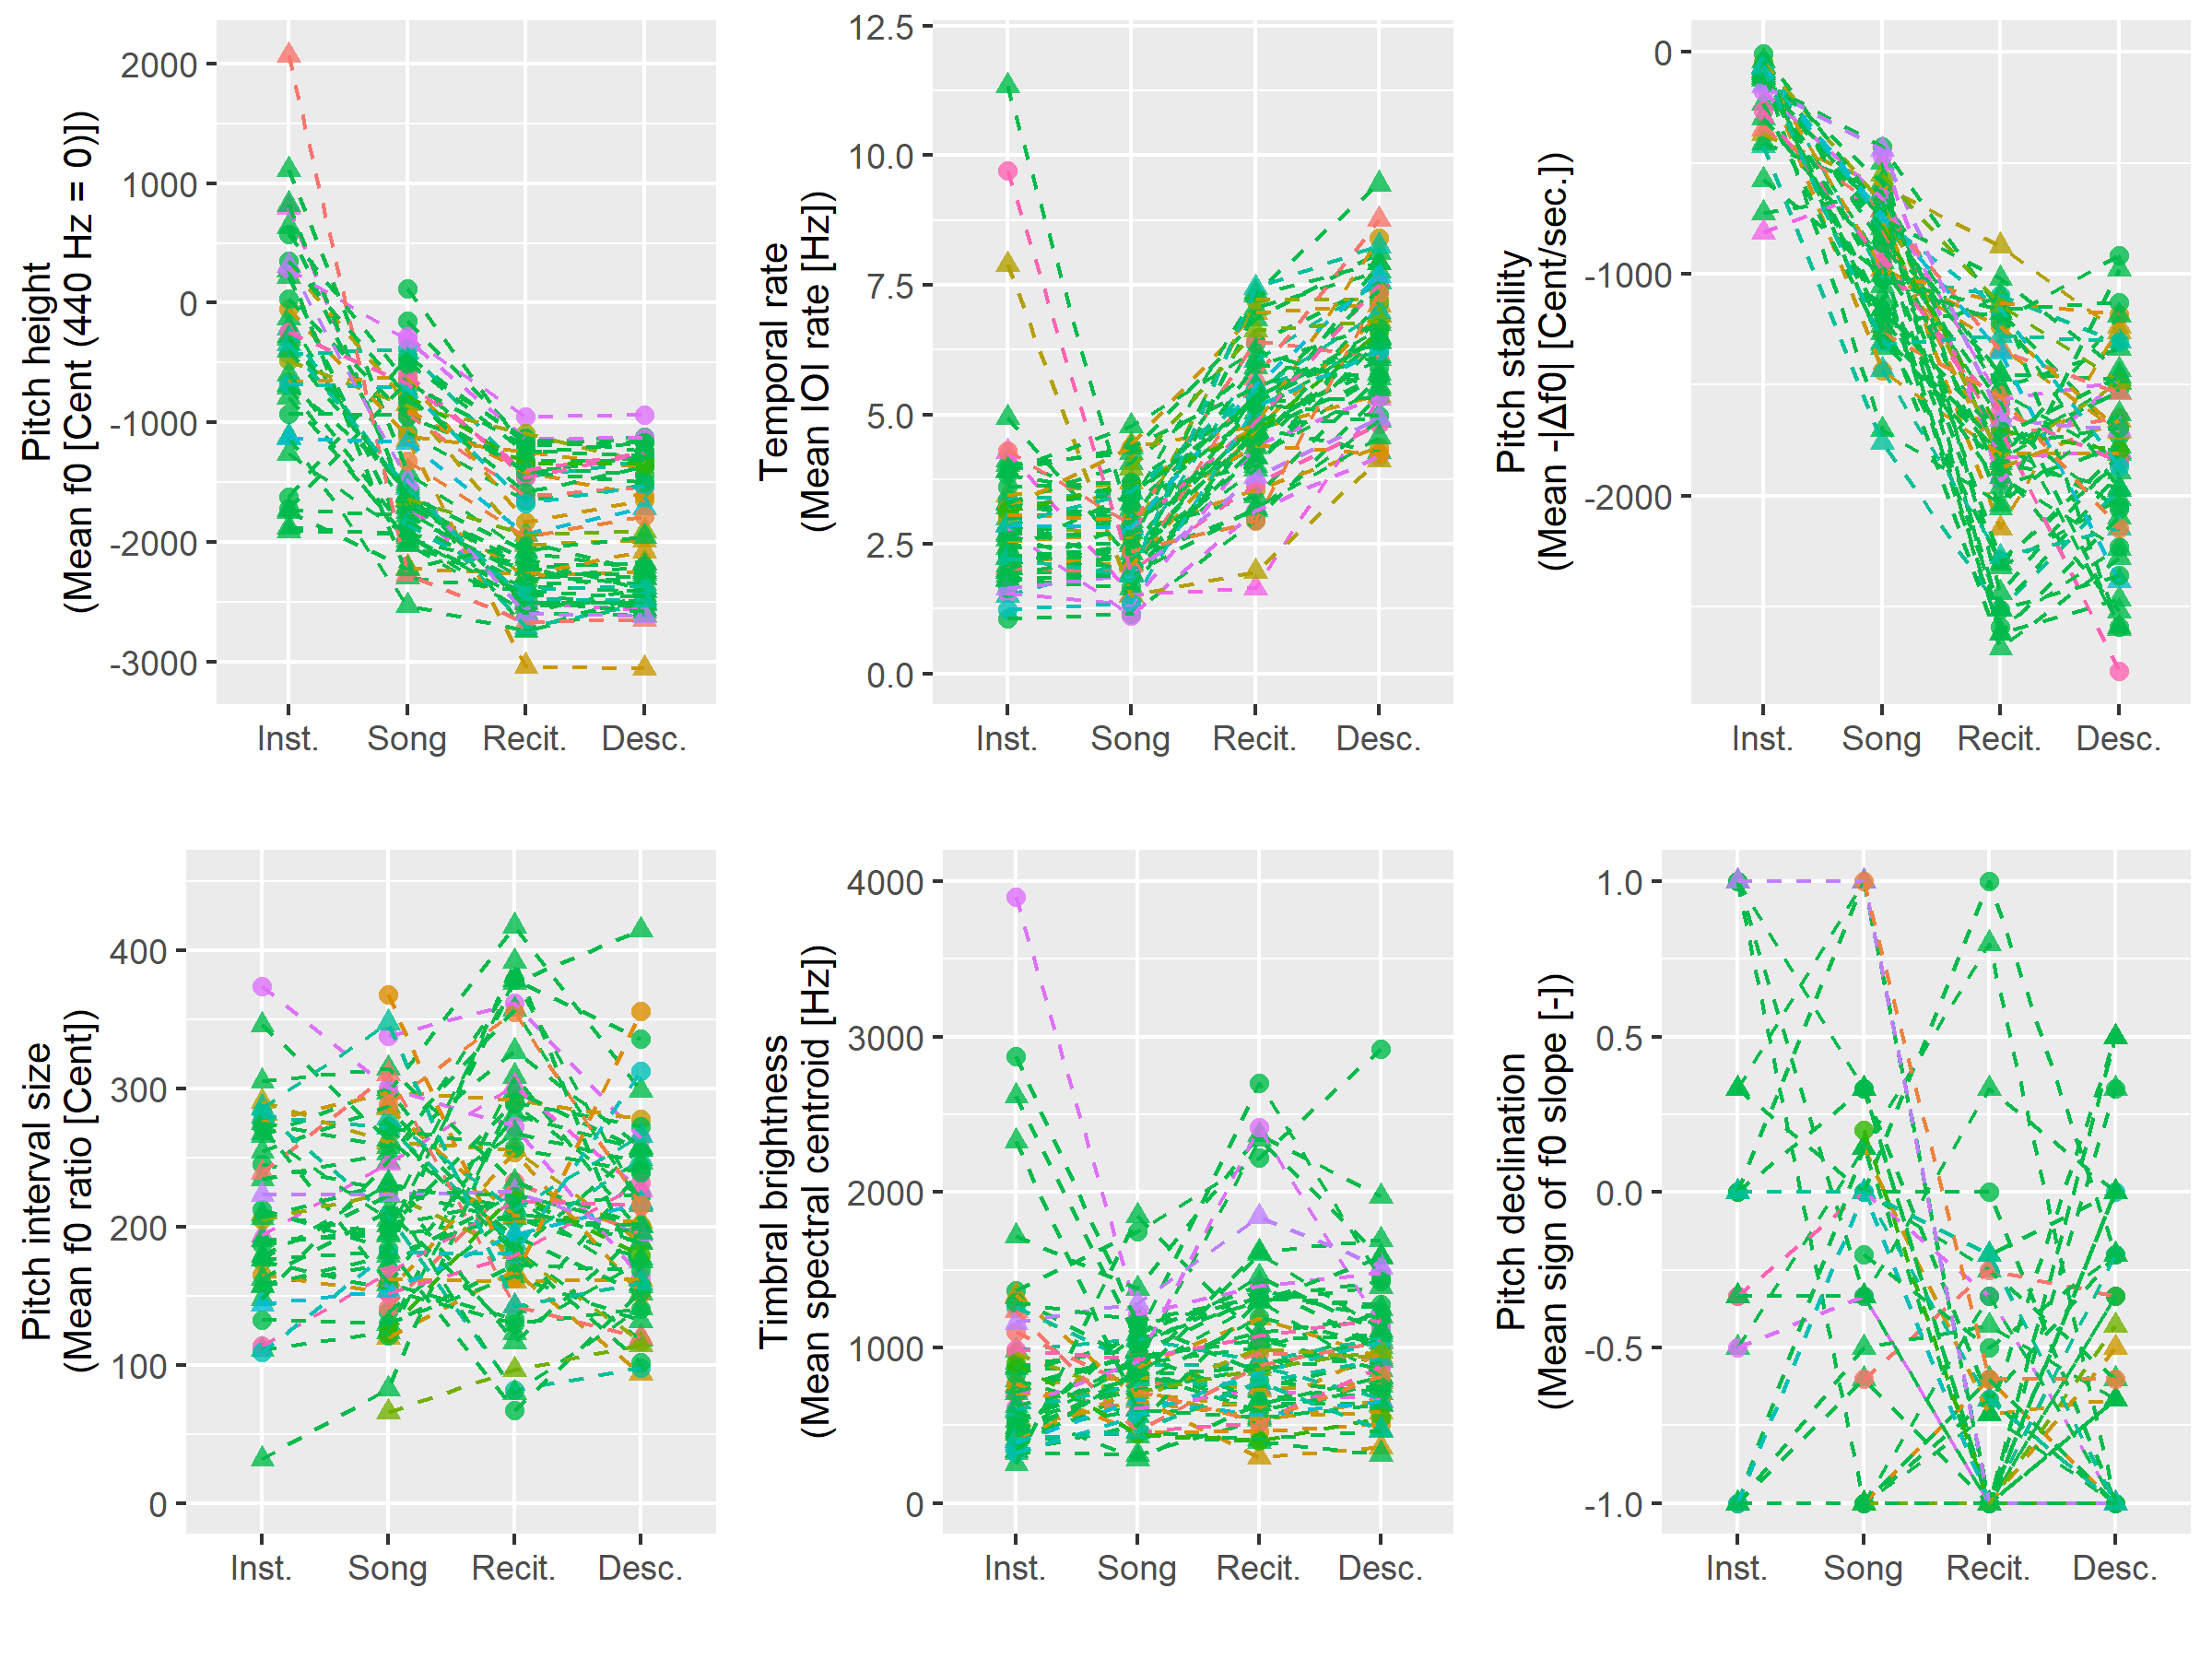 Pitch height
(Mean f0 [Cent (440 Hz = 0)])
2000
1000
0
-1000
-2000
-3000
Inst. Song Recit. Desc.
Temporal rate
(Mean IOI rate [Hz])
12.5
10.0
7.5
5.0
2.5
0.0
Inst. Song Recit. Desc.
Pitch stability
(Mean -|Δf0| [Cent/sec.])
0
-1000
-2000
Inst. Song Recit. Desc.
Pitch interval size
(Mean f0 ratio [Cent])
400
300
200
100
0
Inst. Song Recit. Desc.
Timbral brightness
(Mean spectral centroid [Hz])
4000
3000
2000
1000
0
Inst. Song Recit. Desc.
Pitch declination
(Mean sign of f0 slope [-])
1.0
0.5
0.0
-0.5
-1.0
Inst. Song Recit. Desc.